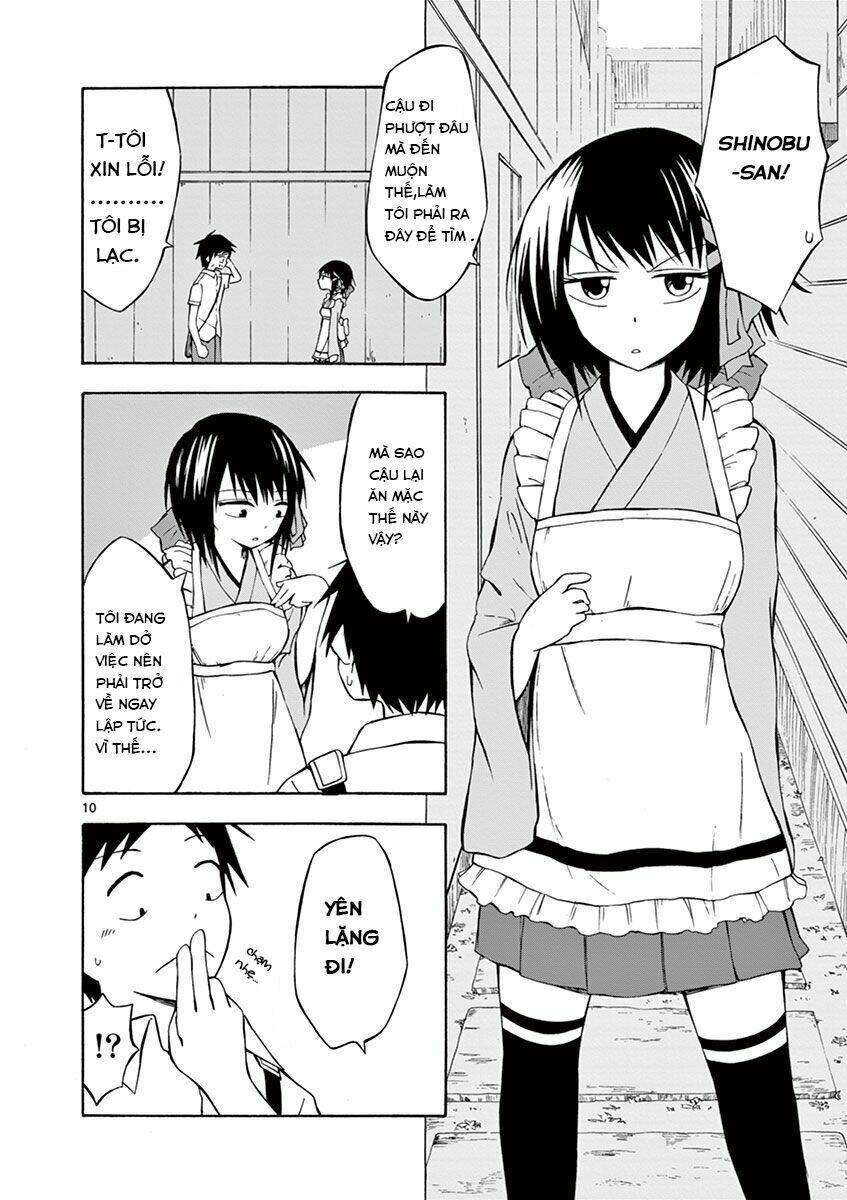 SHINOBU
-SAN!
CẬU ĐI
PHƯỢT ĐÂU
MÀ ĐẾN
MUỘN
THẾ,LÀM
TÔI PHẢI RA
ĐÂY ĐỂ TÌM .
T-TÔI
XIN LỖI!
..........
TÔI BỊ
LẠC.
MÀ SAO
CẬU LẠI
ĂN MẶC
THẾ NÀY
VẬY?
TÔI ĐANG
LÀM DỞ
VIỆC NÊN
PHẢI TRỞ
VỀ NGAY
LẬP TỨC.
VÌ THẾ...
10
YÊN
LẶNG
ĐI!
chạm
nhẹ...
!?